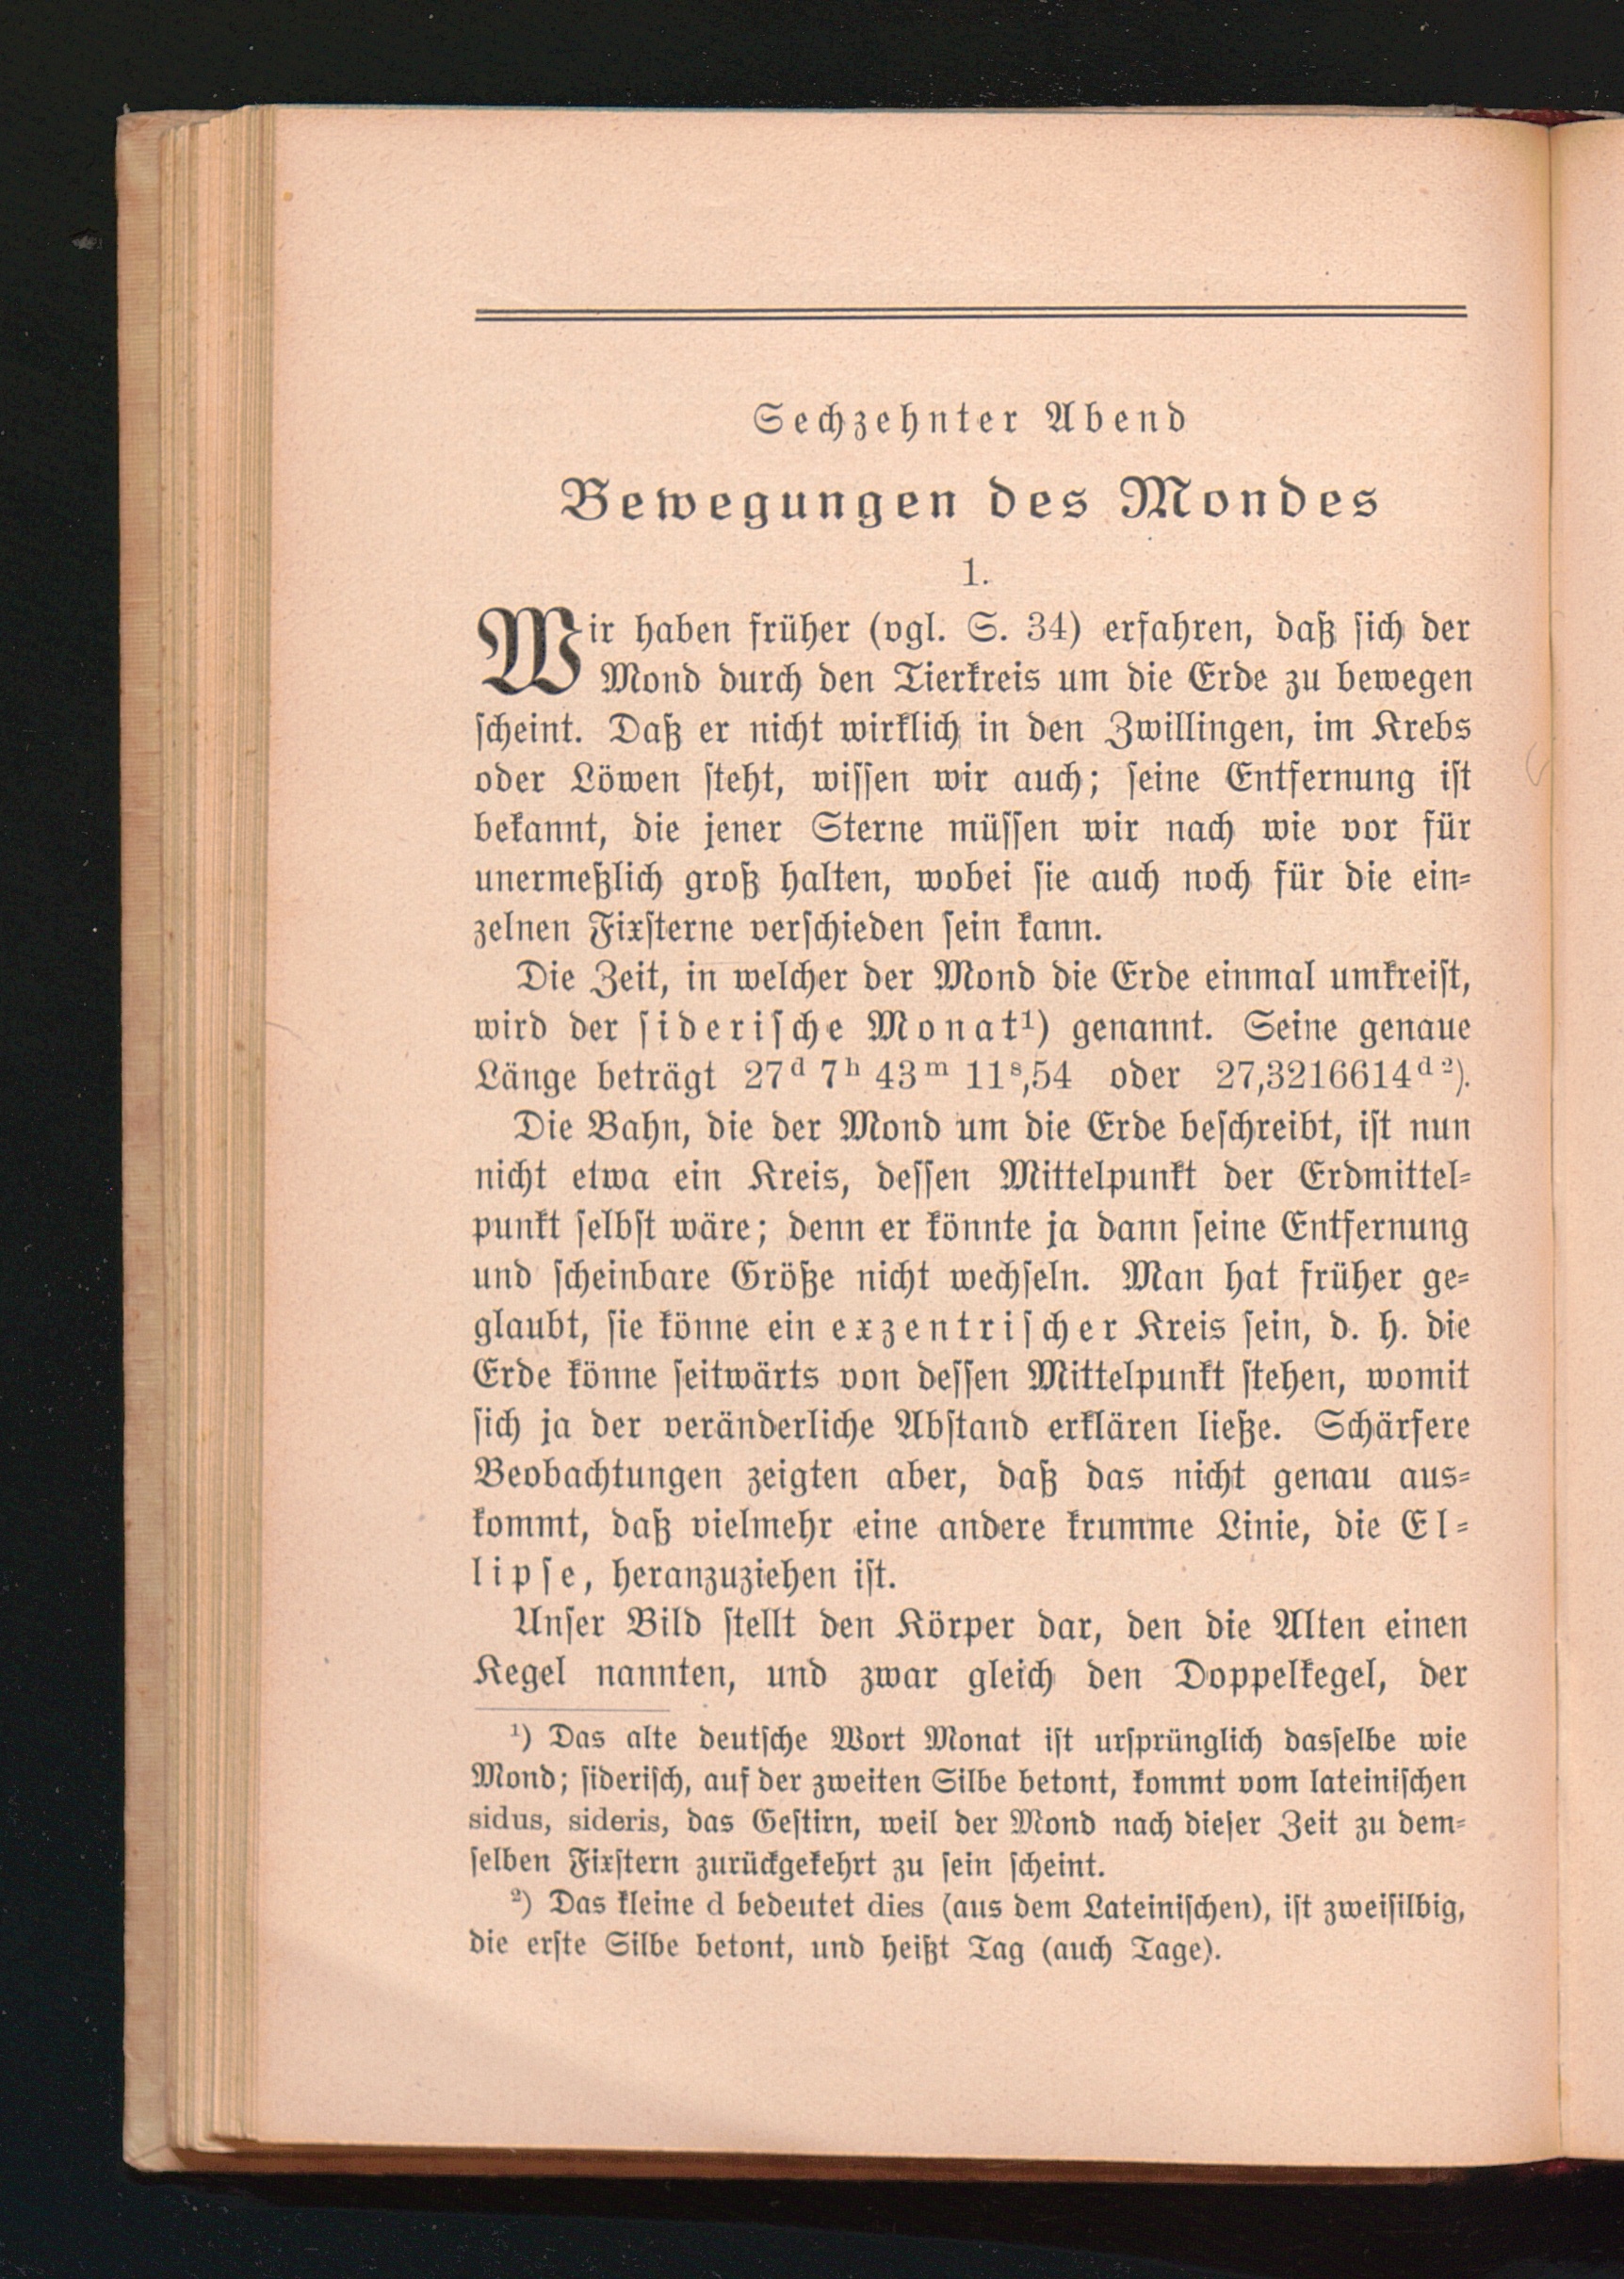 Sechzehnter Abend
Bewegungen des Mondes
1.
Wir haben früher (vgl. S. 34) erfahren, daß sich der
Mond durch den Tierkreis um die Erde zu bewegen
scheint. Daß er nicht wirklich in den Zwillingen, im Krebs
oder Löwen steht, wissen wir auch; seine Entfernung ist
bekannt, die jener Sterne müssen wir nach wie vor für
unermeßlich groß halten, wobei sie auch noch für die ein-
zelnen Fixsterne verschieden sein kann.
Die Zeit, in welcher der Mond die Erde einmal umkreist,
wird der siderische Monat¹) genannt. Seine genaue
Länge beträgt 27ᵈ 7ʰ 43ᵐ 11ˢ,54 oder 27,3216614ᵈ ²).
Die Bahn, die der Mond um die Erde beschreibt, ist nun
nicht etwa ein Kreis, dessen Mittelpunkt der Erdmittel-
punkt selbst wäre; denn er könnte ja dann seine Entfernung
und scheinbare Größe nicht wechseln. Man hat früher ge-
glaubt, sie könne ein exzentrischer Kreis sein, d. h. die
Erde könne seitwärts von dessen Mittelpunkt stehen, womit
sich ja der veränderliche Abstand erklären ließe. Schärfere
Beobachtungen zeigten aber, daß das nicht genau aus-
kommt, daß vielmehr eine andere krumme Linie, die El-
lipse, heranzuziehen ist.
Unser Bild stellt den Körper dar, den die Alten einen
Kegel nannten, und zwar gleich den Doppelkegel, der
¹) Das alte deutsche Wort Monat ist ursprünglich dasselbe wie
Mond; siderisch, auf der zweiten Silbe betont, kommt vom lateinischen
sidus, sideris, das Gestirn, weil der Mond nach dieser Zeit zu dem-
selben Fixstern zurückgekehrt zu sein scheint.
²) Das kleine d bedeutet dies (aus dem Lateinischen), ist zweisilbig,
die erste Silbe betont, und heißt Tag (auch Tage).